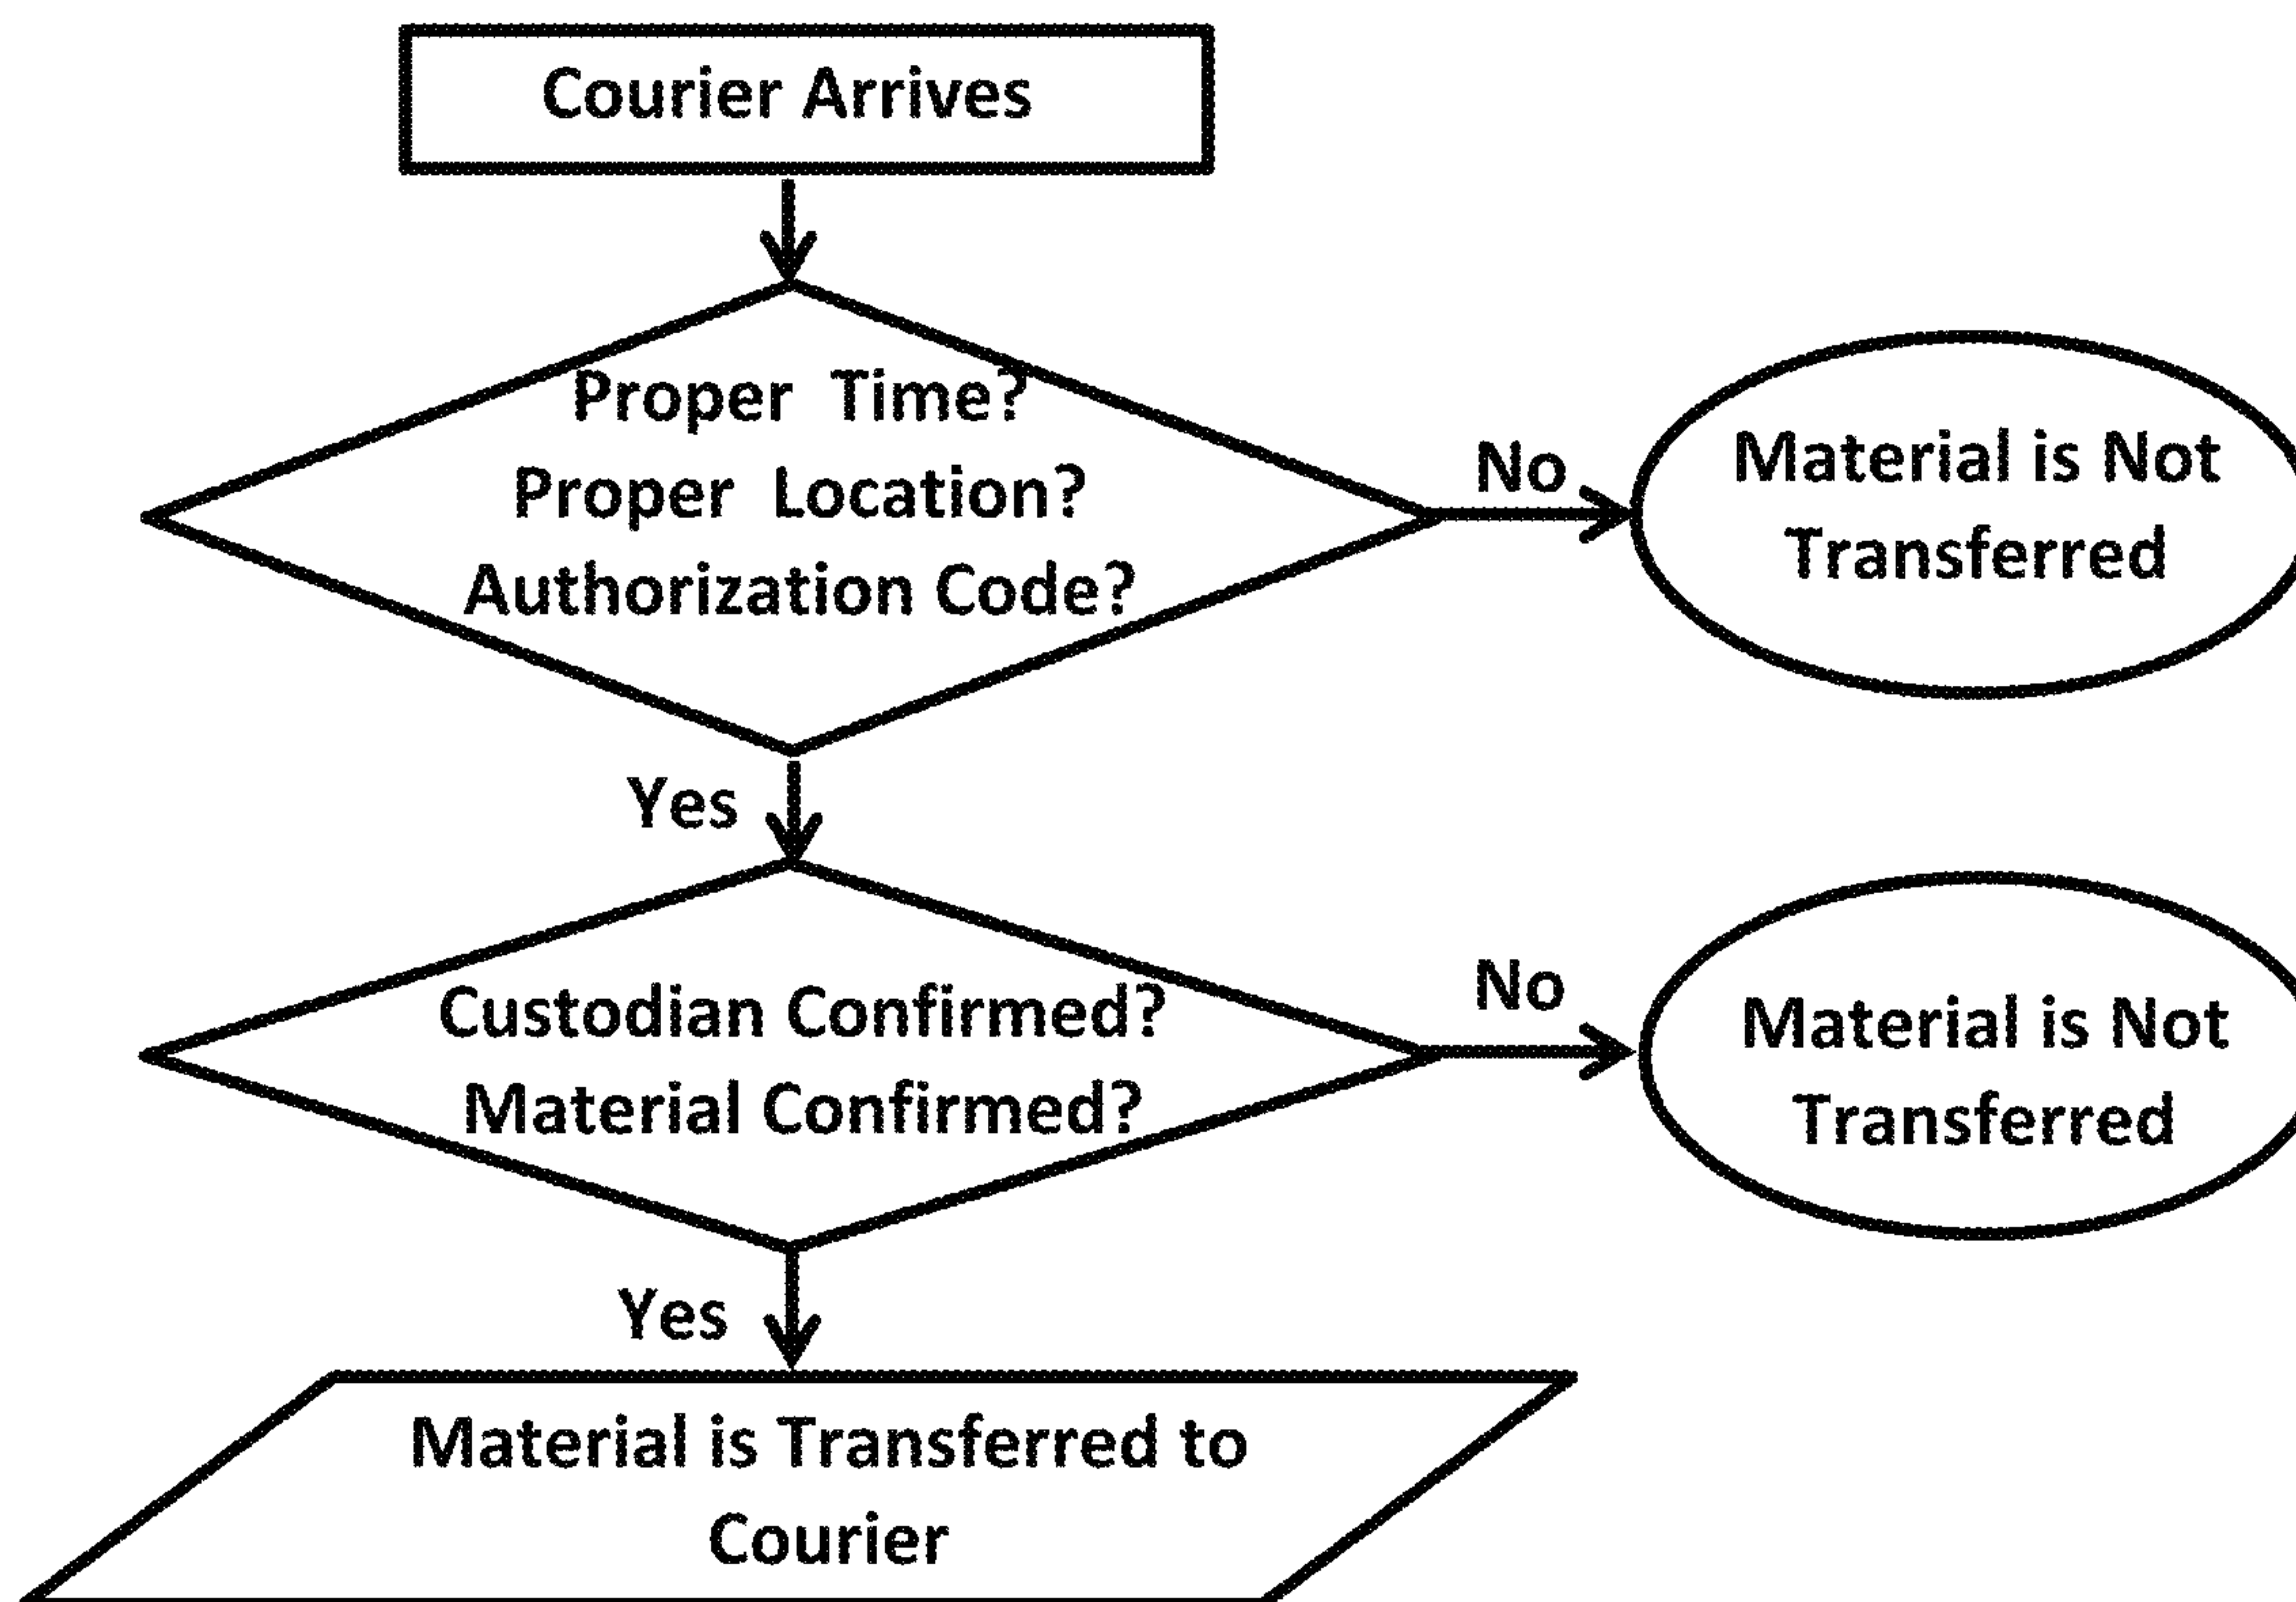 Courier Arrives
Proper Time?
Proper Location?
Authorization Code?
No
Material is Not
Transferred
Yes
Custodian Confirmed?
Material Confirmed?
No
Material is Not
Transferred
Yes
Material is Transferred to
Courier